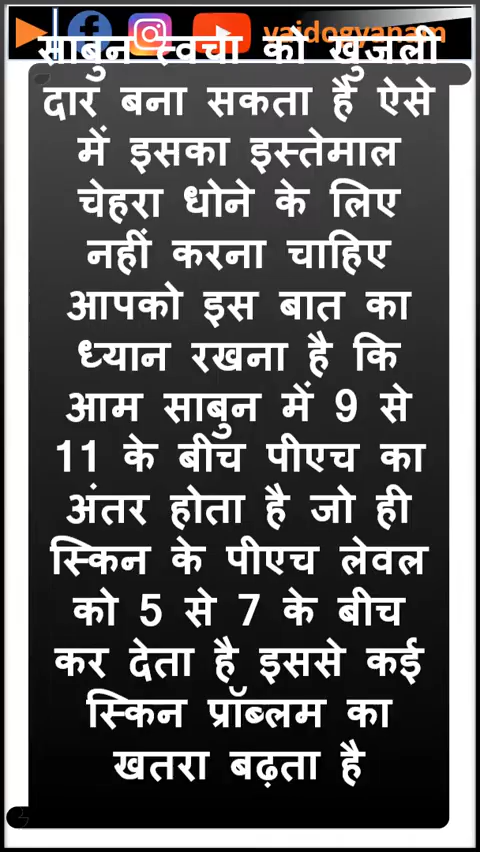 vaidogyanam
साबुन त्वचा को खुजली
दार बना सकता है ऐसे
में इसका इस्तेमाल
चेहरा धोने के लिए
नहीं करना चाहिए
आपको इस बात का
ध्यान रखना है कि
आम साबुन में 9 से
11 के बीच पीएच का
अंतर होता है जो ही
स्किन के पीएच लेवल
को 5 से 7 के बीच
कर देता है इससे कई
स्किन प्रॉब्लम का
खतरा बढ़ता है